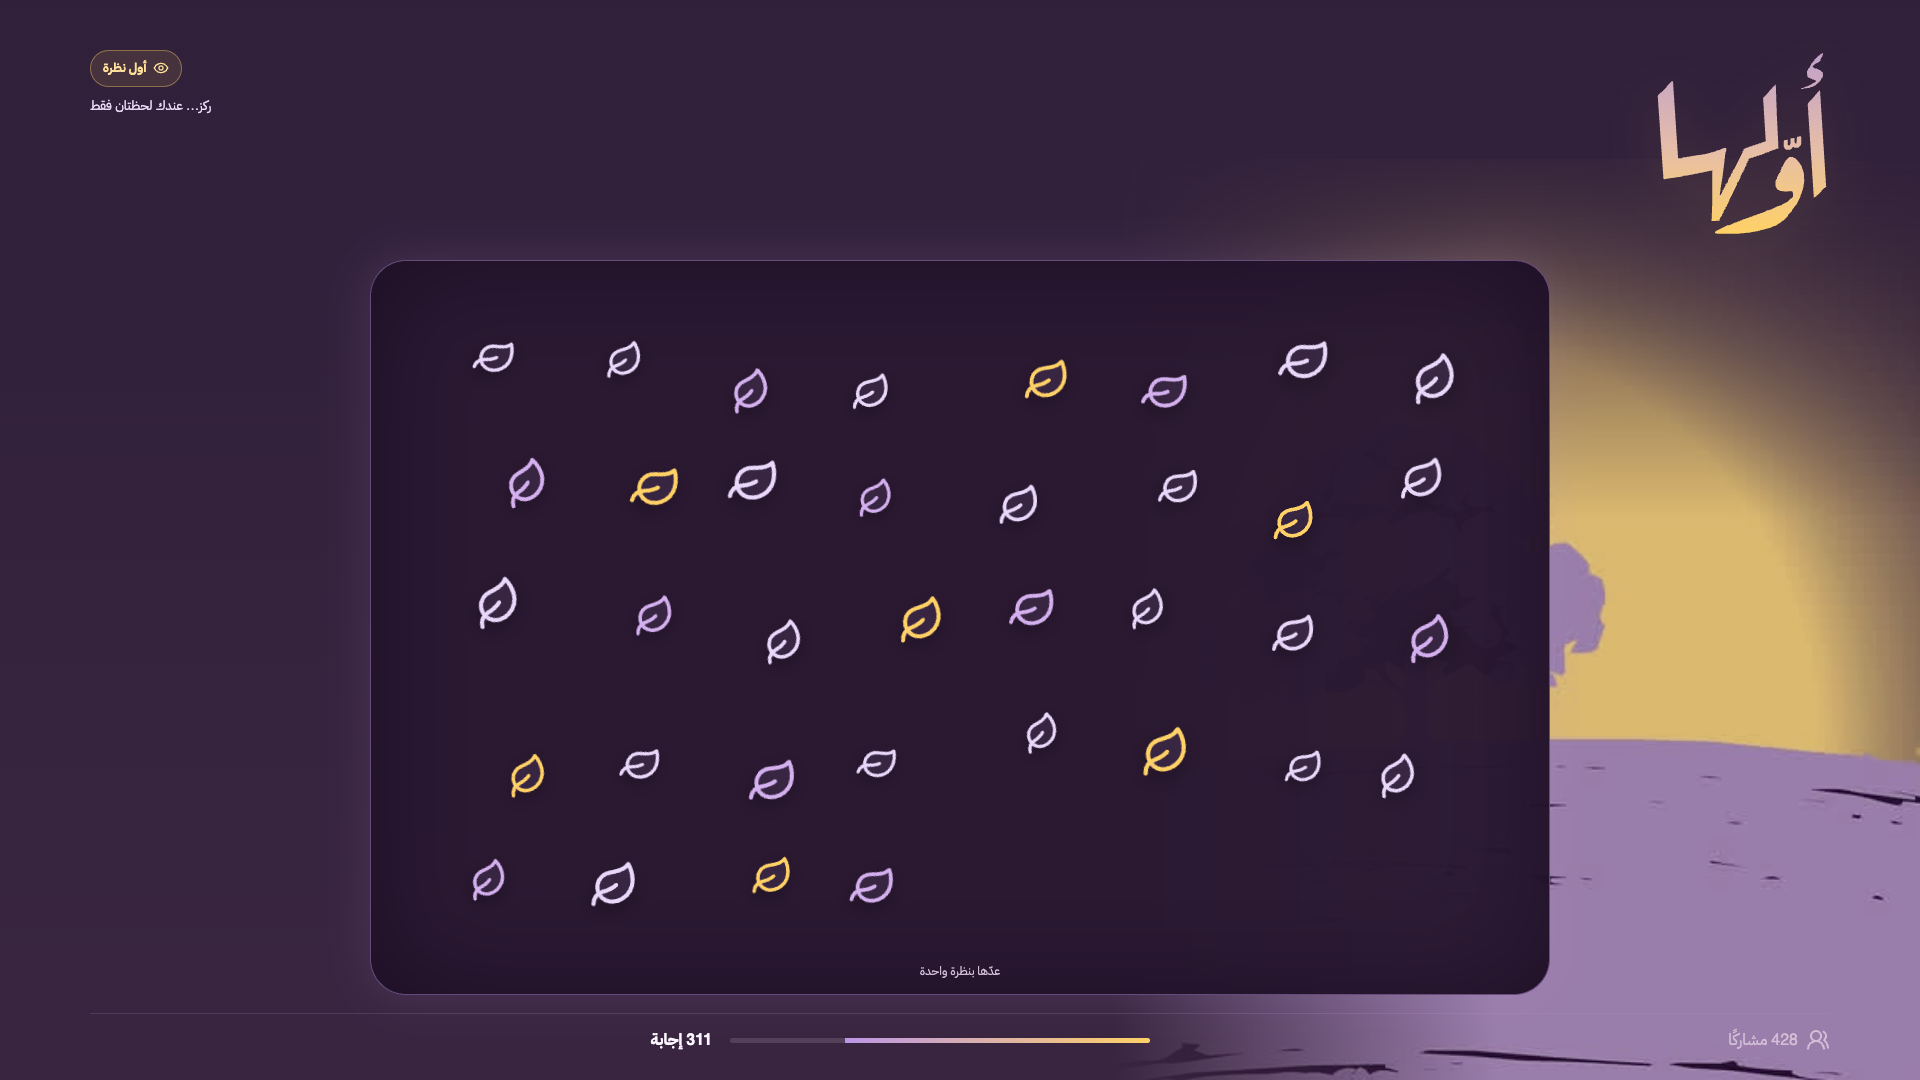 أوّلها
أول نظرة
ركز... عندك لحظتان فقط
عدّها بنظرة واحدة
428 مشاركًا
311 إجابة